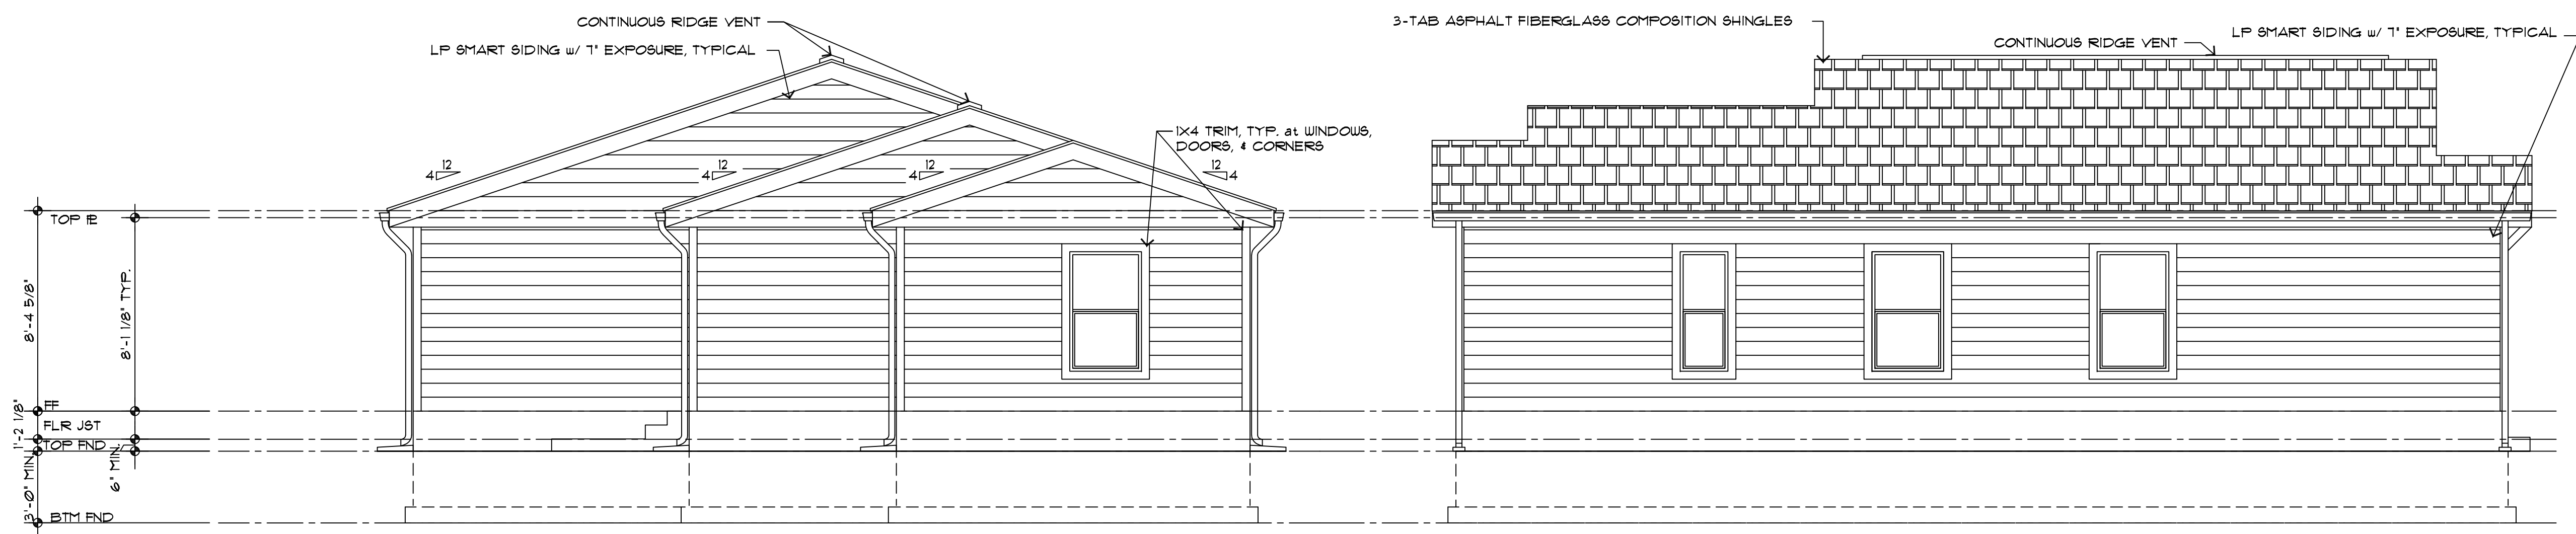 CONTINUOUS RIDGE VENT
LP SMART SIDING w/ 7" EXPOSURE, TYPICAL
3-TAB ASPHALT FIBERGLASS COMPOSITION SHINGLES
CONTINUOUS RIDGE VENT
LP SMART SIDING w/ 7" EXPOSURE, TYPICAL
1X4 TRIM, TYP. at WINDOWS,
DOORS, & CORNERS
12
4
12
4
12
4
12
4
TOP PL
8'-4 5/8"
8'-1 1/8" TYP.
FF
1'-2 1/8"
FLR JST
TOP FND
6" MIN.
3'-0" MIN.
BTM FND